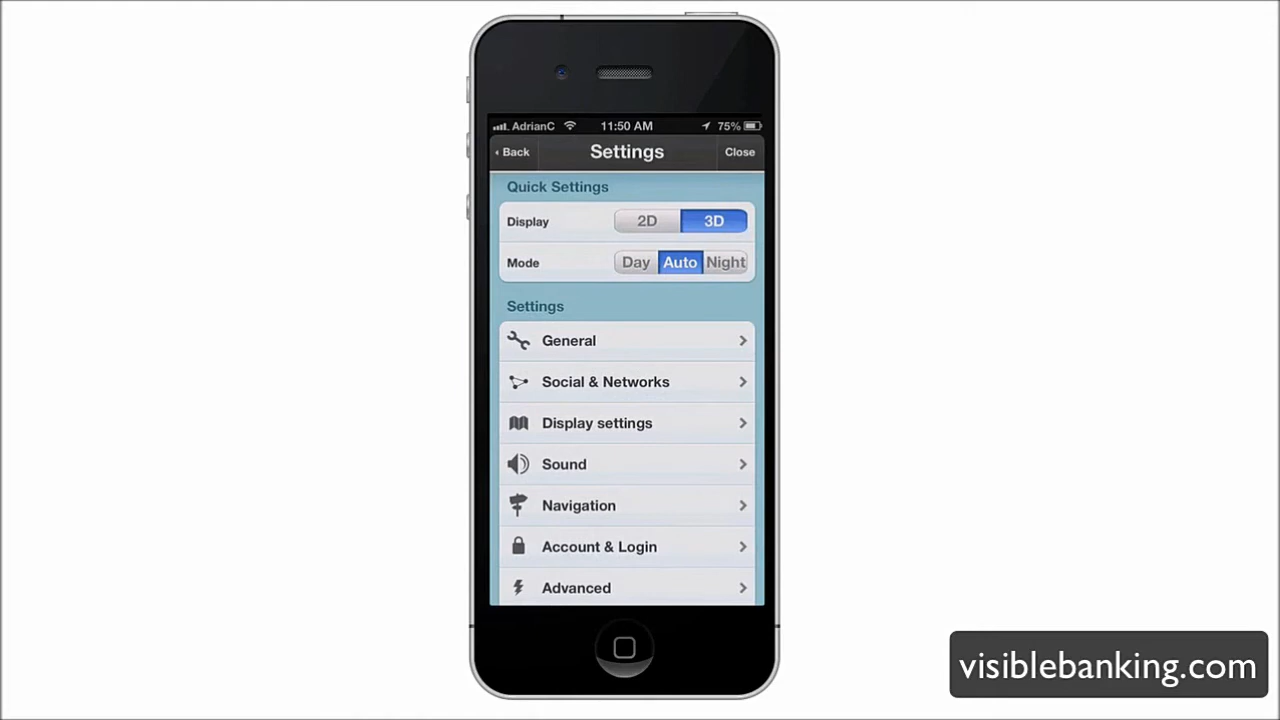 AdrianC 11:50 AM 75%
Back Settings Close
Quick Settings
Display 2D 3D
Mode Day Auto Night
Settings
General
Social & Networks
Display settings
Sound
Navigation
Account & Login
Advanced
visiblebanking.com